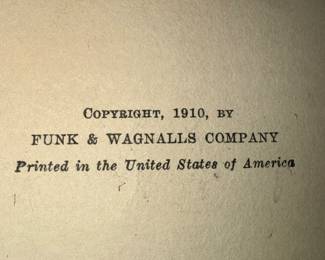 COPYRIGHT, 1910, BY
FUNK & WAGNALLS COMPANY
Printed in the United States of America